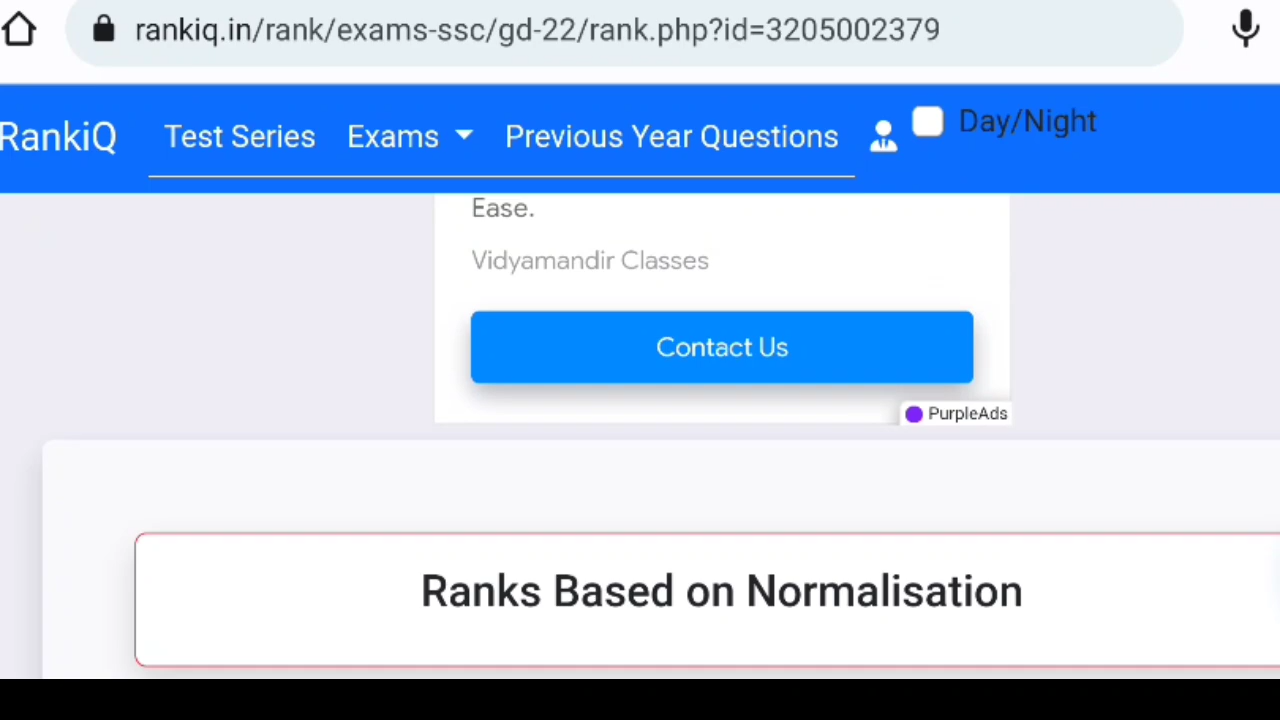 rankiq.in/rank/exams-ssc/gd-22/rank.php?id=3205002379
RankiQ Test Series Exams Previous Year Questions Day/Night
Ease.
Vidyamandir Classes
Contact Us
PurpleAds
Ranks Based on Normalisation